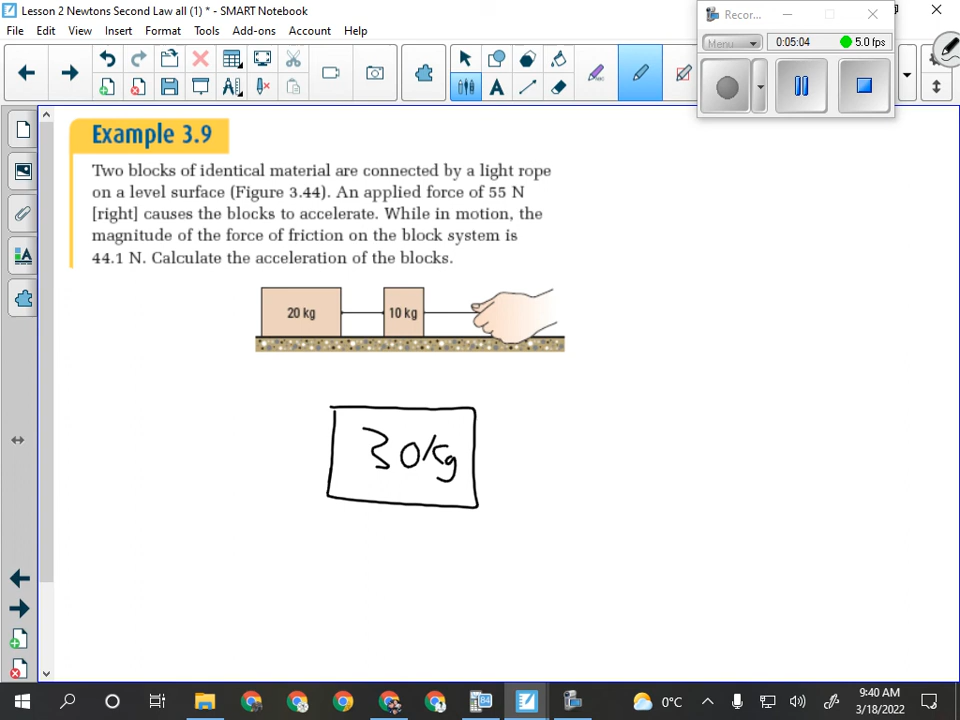 Lesson 2 Newtons Second Law all (1) * - SMART Notebook
Recor...
File Edit View Insert Format Tools Add-ons Account Help
Menu 0:05:04 5.0 fps
Example 3.9
Two blocks of identical material are connected by a light rope
on a level surface (Figure 3.44). An applied force of 55 N
[right] causes the blocks to accelerate. While in motion, the
magnitude of the force of friction on the block system is
44.1 N. Calculate the acceleration of the blocks.
20 kg 10 kg
30kg
0°C
9:40 AM
3/18/2022